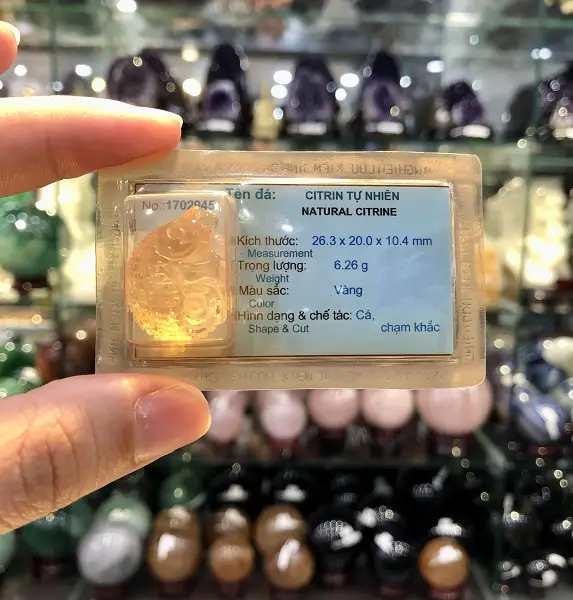 Tên đá: CITRIN TỰ NHIÊN
NATURAL CITRINE
No.:1702945
Kích thước: 26.3 x 20.0 x 10.4 mm
Measurement
Trọng lượng: 6.26 g
Weight
Màu sắc: Vàng
Color
Hình dạng & chế tác: Cá,
Shape & Cut chạm khắc